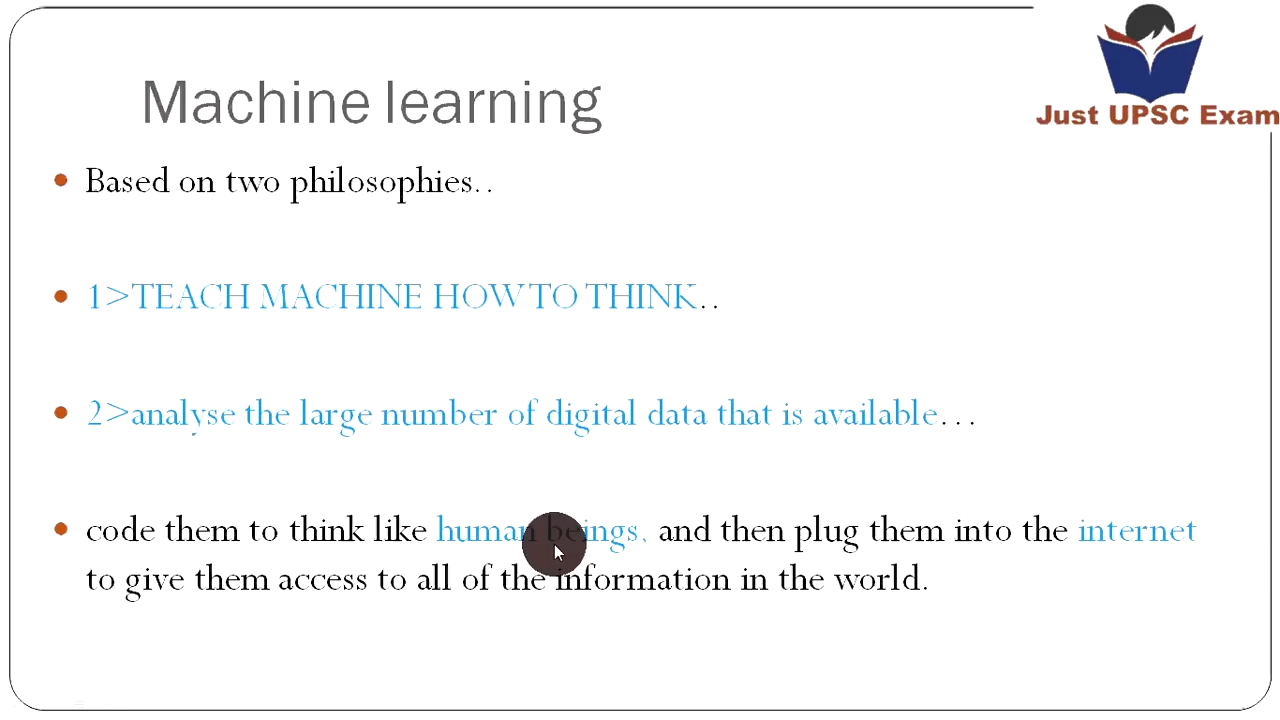 Just UPSC Exam
Machine learning
Based on two philosophies..
1>TEACH MACHINE HOW TO THINK..
2>analyse the large number of digital data that is available...
code them to think like human beings, and then plug them into the internet
to give them access to all of the information in the world.